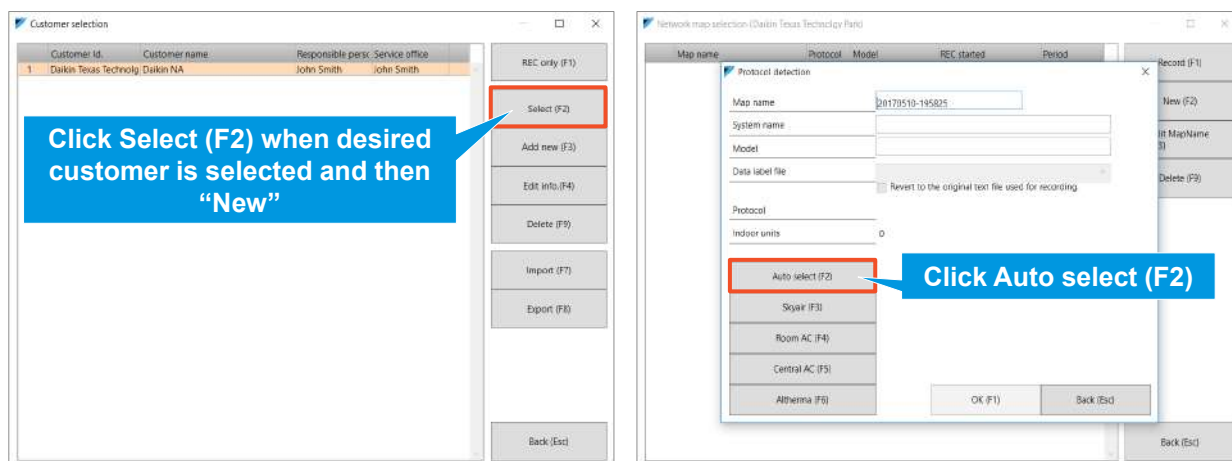 Customer selection
Customer Id. Customer name Responsible persc Service office
1 Daikin Texas Technolg Daikin NA John Smith John Smith
REC only (F1)
Select (F2)
Add new (F3)
Edit info.(F4)
Delete (F9)
Import (F7)
Export (F8)
Back (Esc)
Click Select (F2) when desired
customer is selected and then
“New”
Network map selection (Daikin Texas Technology Park)
Map name Protocol Model REC started Period
Record (F1)
New (F2)
lit MapName
3)
Delete (F9)
Back (Esc)
Protocol detection
Map name 20170510-195825
System name
Model
Data label file
Revert to the original text file used for recording
Protocol
Indoor units 0
Auto select (F2)
Skyair (F3)
Room AC (F4)
Central AC (F5)
Altherma (F6)
OK (F1)
Back (Esc)
Click Auto select (F2)